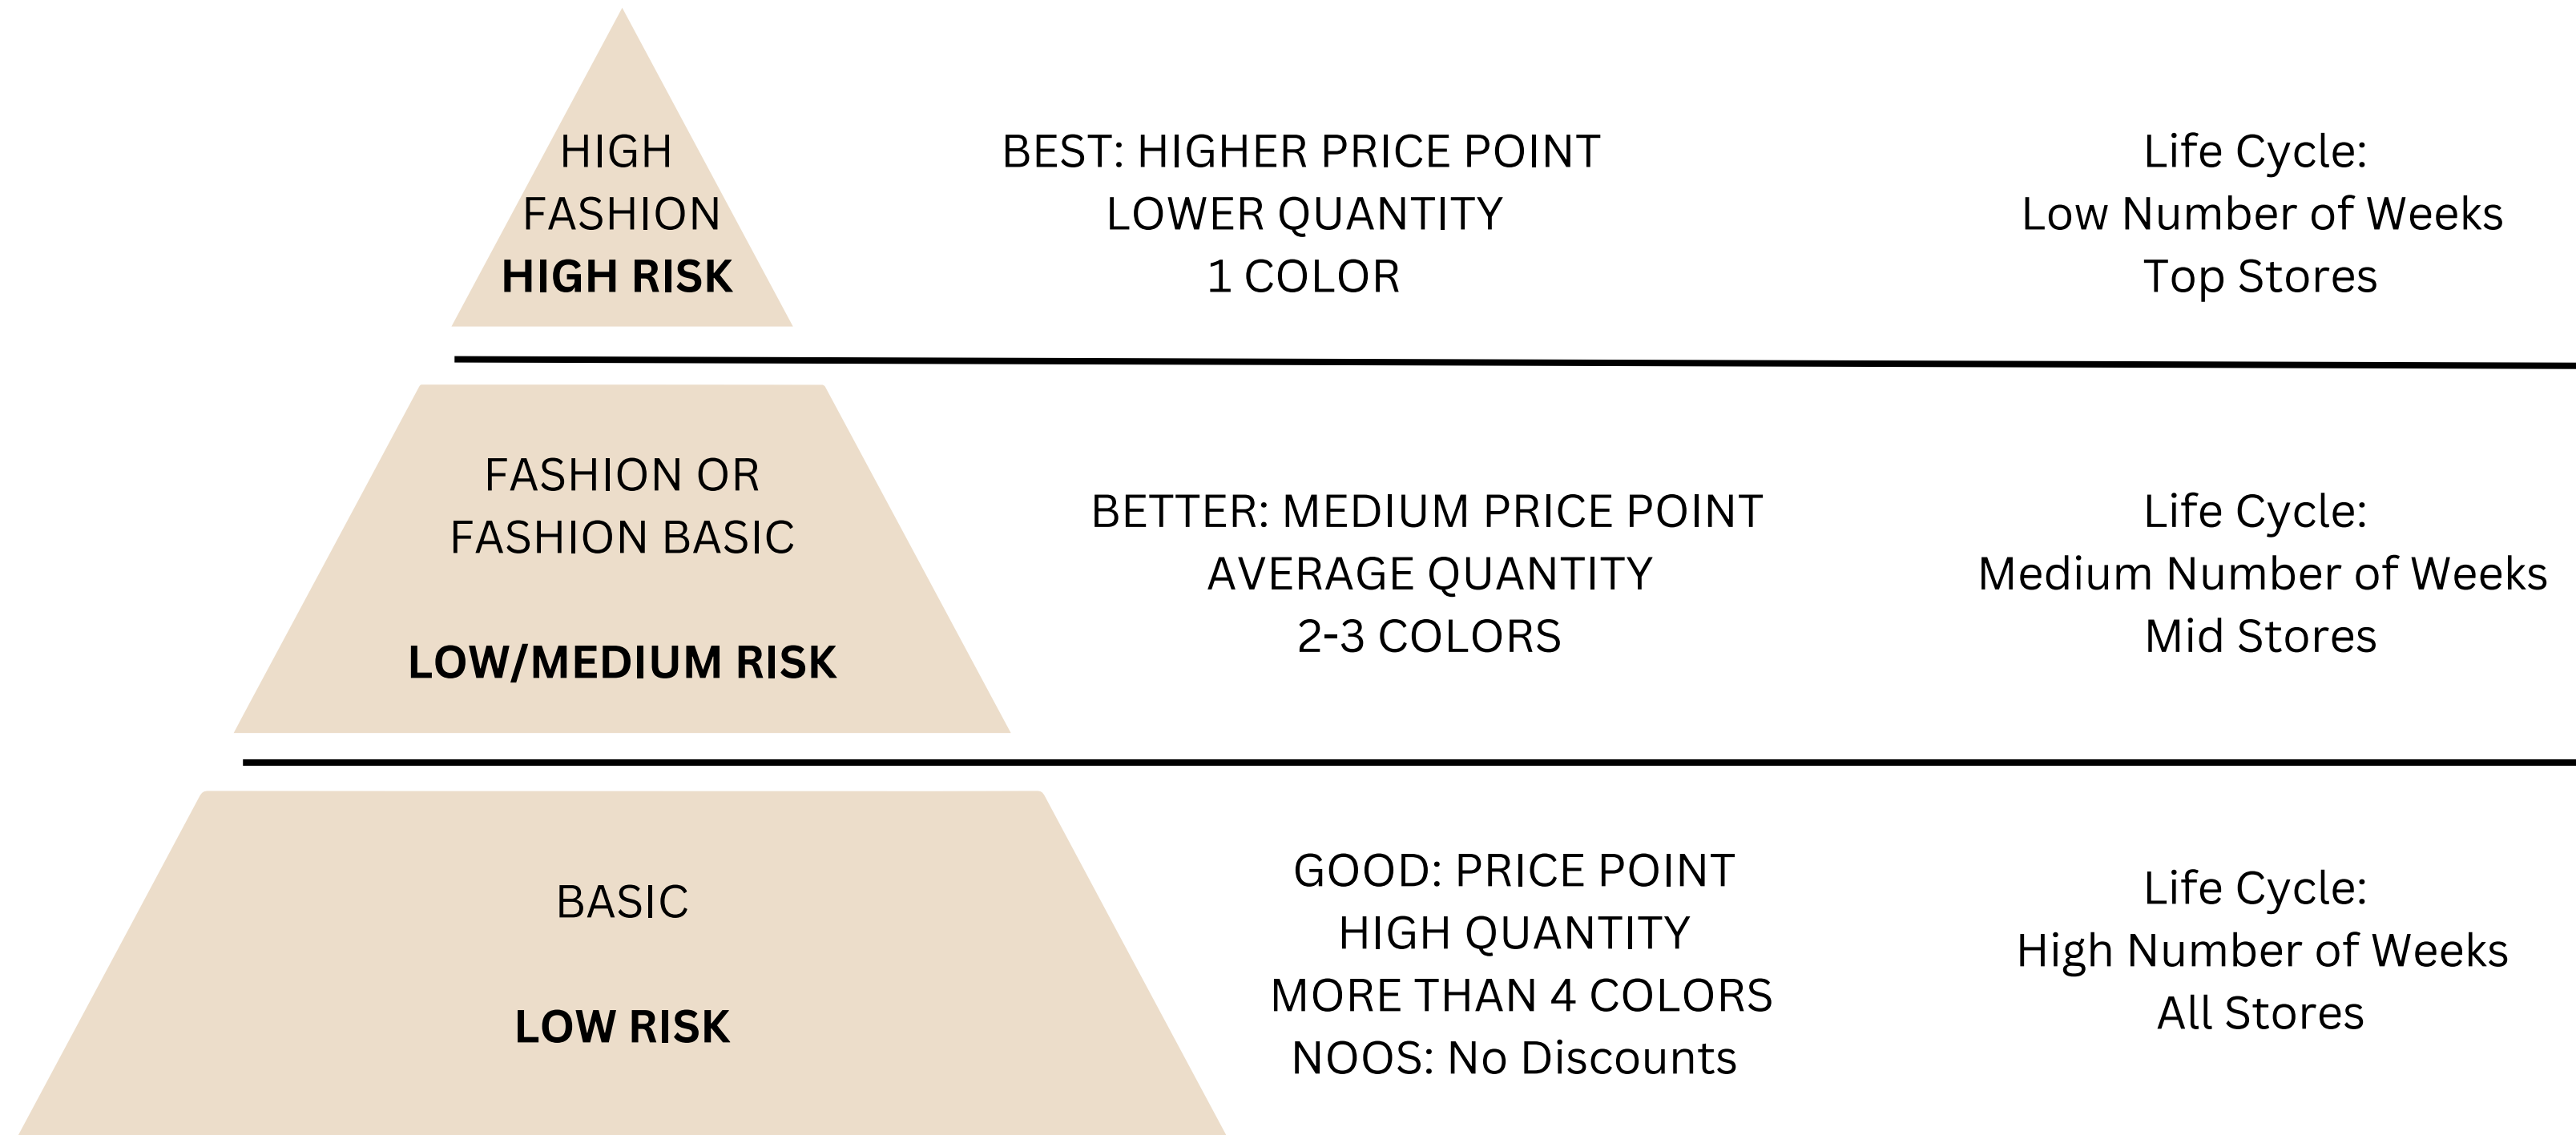 HIGH
FASHION
HIGH RISK
BEST: HIGHER PRICE POINT
LOWER QUANTITY
1 COLOR
Life Cycle:
Low Number of Weeks
Top Stores
FASHION OR
FASHION BASIC
LOW/MEDIUM RISK
BETTER: MEDIUM PRICE POINT
AVERAGE QUANTITY
2-3 COLORS
Life Cycle:
Medium Number of Weeks
Mid Stores
BASIC
LOW RISK
GOOD: PRICE POINT
HIGH QUANTITY
MORE THAN 4 COLORS
NOOS: No Discounts
Life Cycle:
High Number of Weeks
All Stores